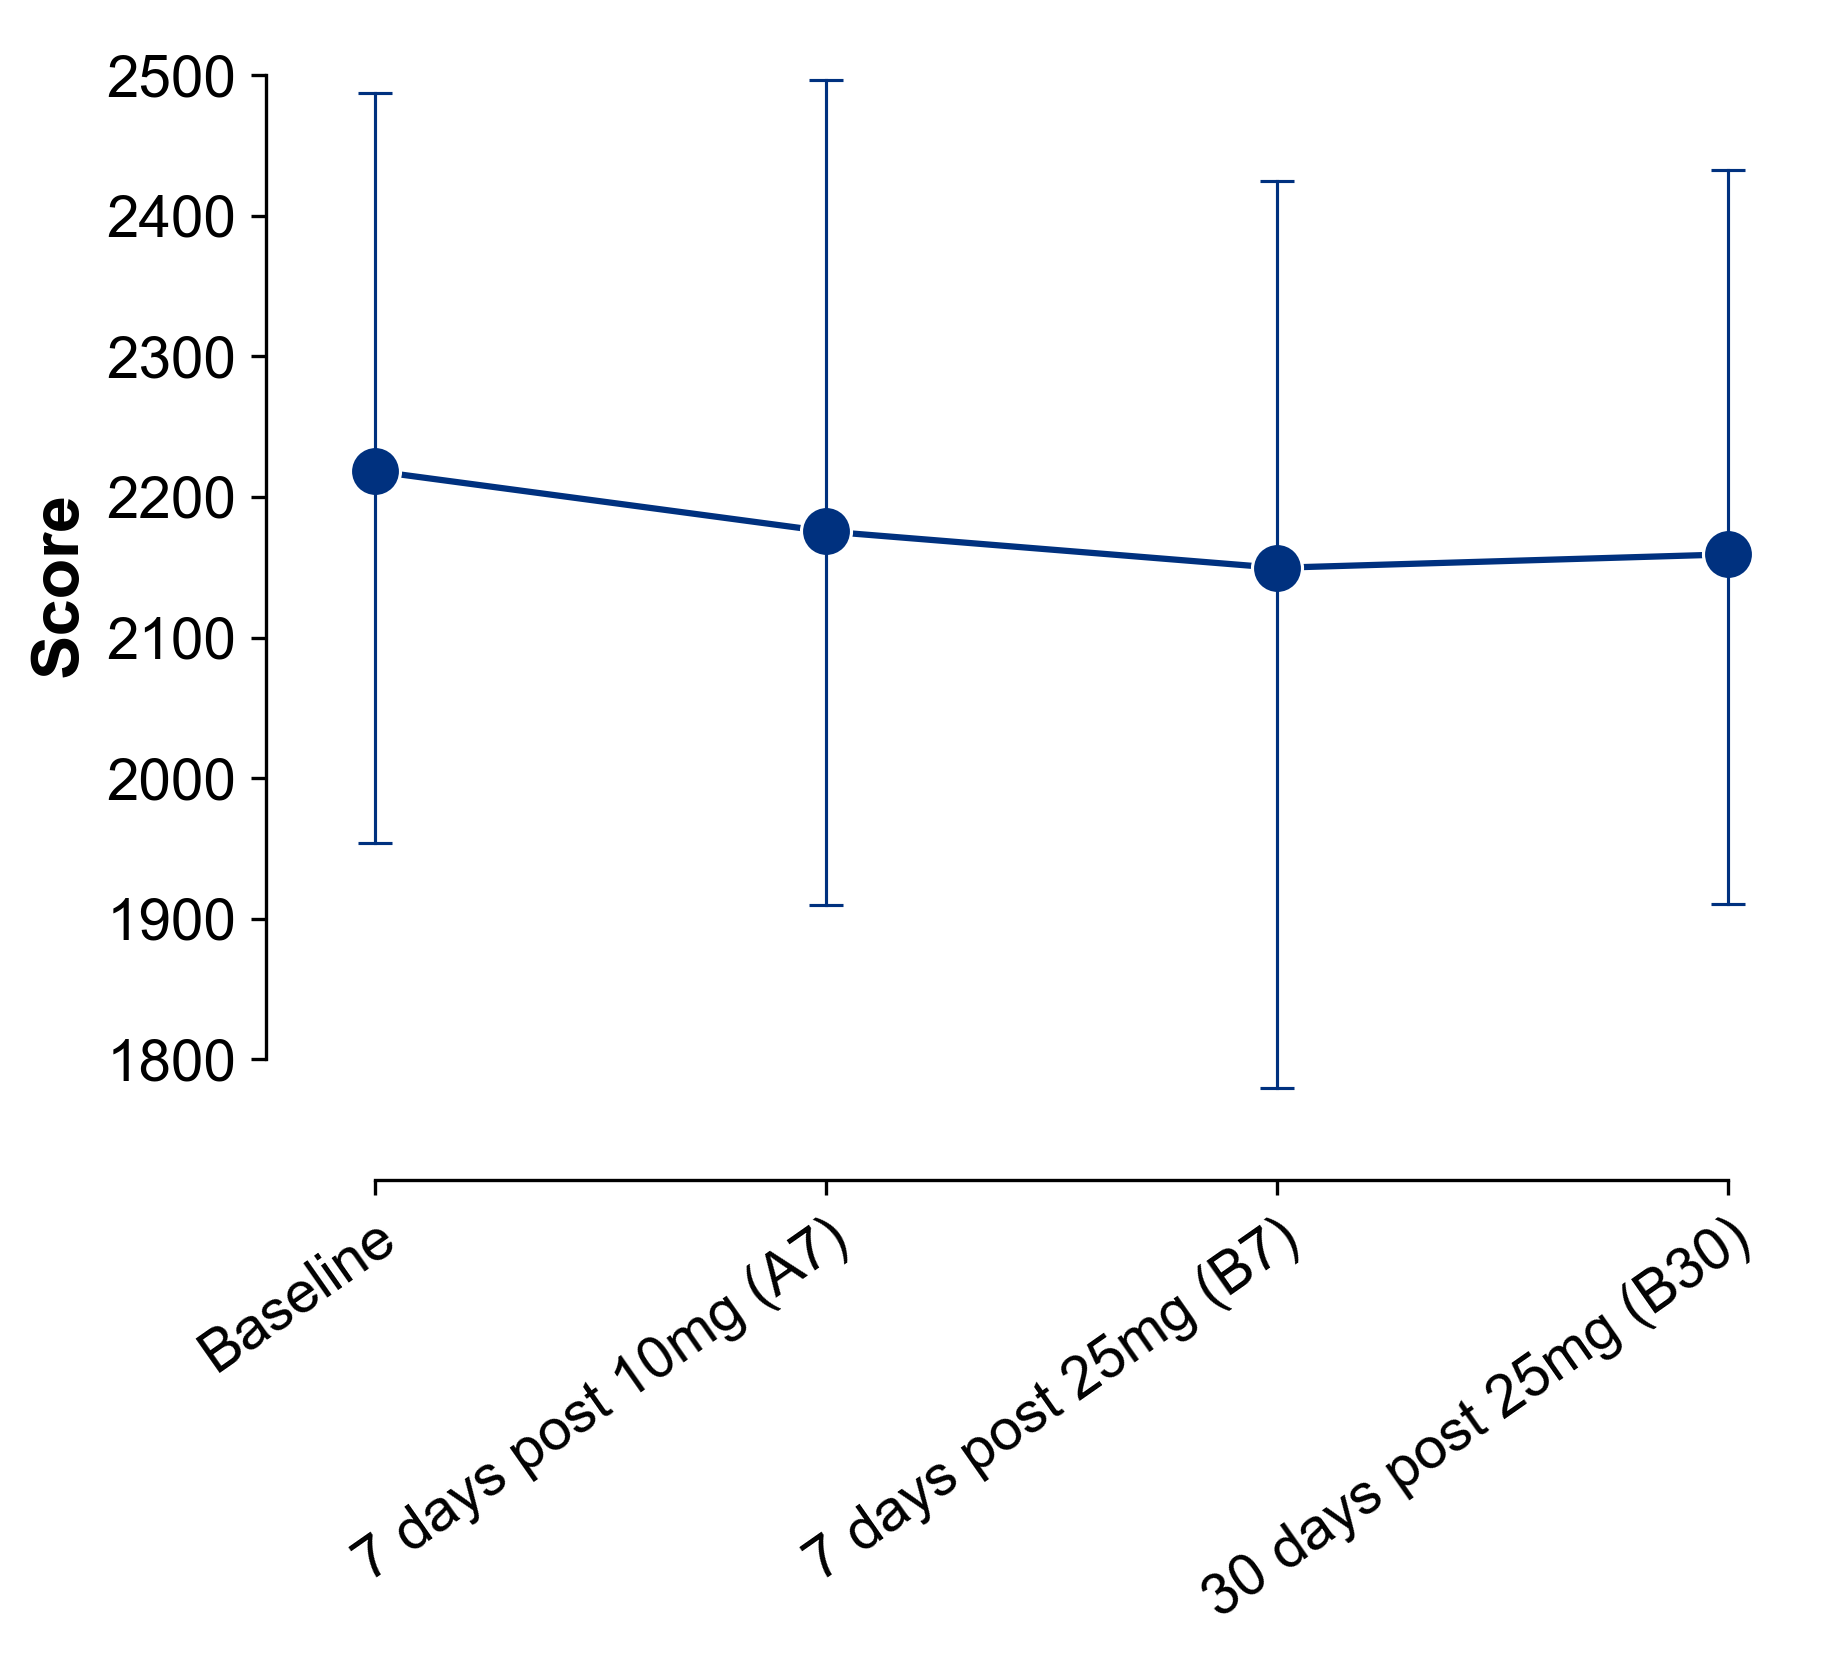 Score
2500
2400
2300
2200
2100
2000
1900
1800
Baseline
7 days post 10mg (A7)
7 days post 25mg (B7)
30 days post 25mg (B30)